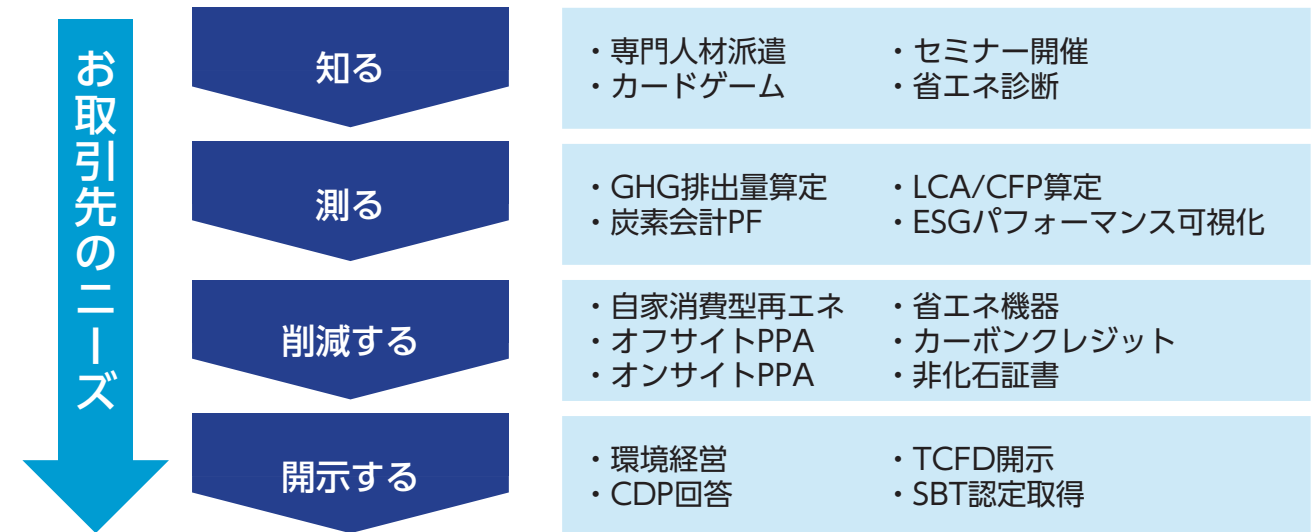 お取引先のニーズ
知る
・専門人材派遣 ・セミナー開催
・カードゲーム ・省エネ診断
測る
・GHG排出量算定 ・LCA/CFP算定
・炭素会計PF ・ESGパフォーマンス可視化
削減する
・自家消費型再エネ ・省エネ機器
・オフサイトPPA ・カーボンクレジット
・オンサイトPPA ・非化石証書
開示する
・環境経営 ・TCFD開示
・CDP回答 ・SBT認定取得